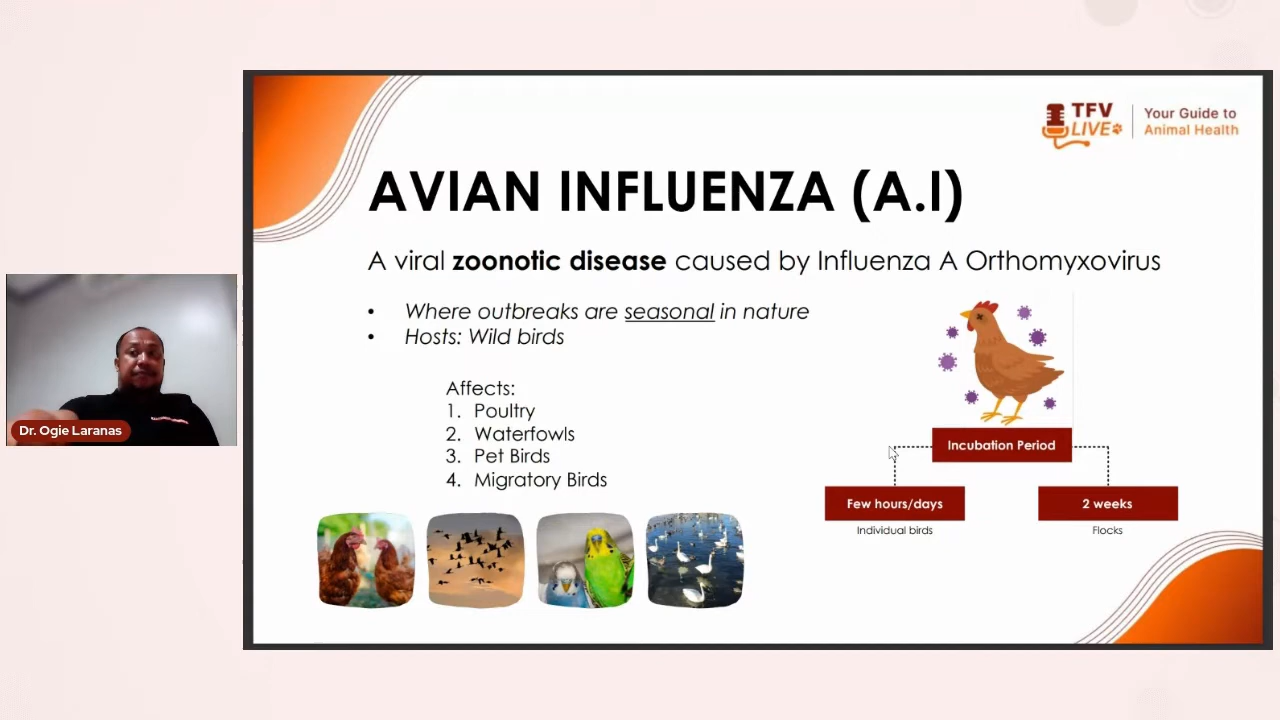 TFV
LIVE
Your Guide to
Animal Health
AVIAN INFLUENZA (A.I)
A viral zoonotic disease caused by Influenza A Orthomyxovirus
• Where outbreaks are seasonal in nature
• Hosts: Wild birds
Affects:
1. Poultry
2. Waterfowls
3. Pet Birds
4. Migratory Birds
Incubation Period
Few hours/days
Individual birds
2 weeks
Flocks
Dr. Ogie Laranas